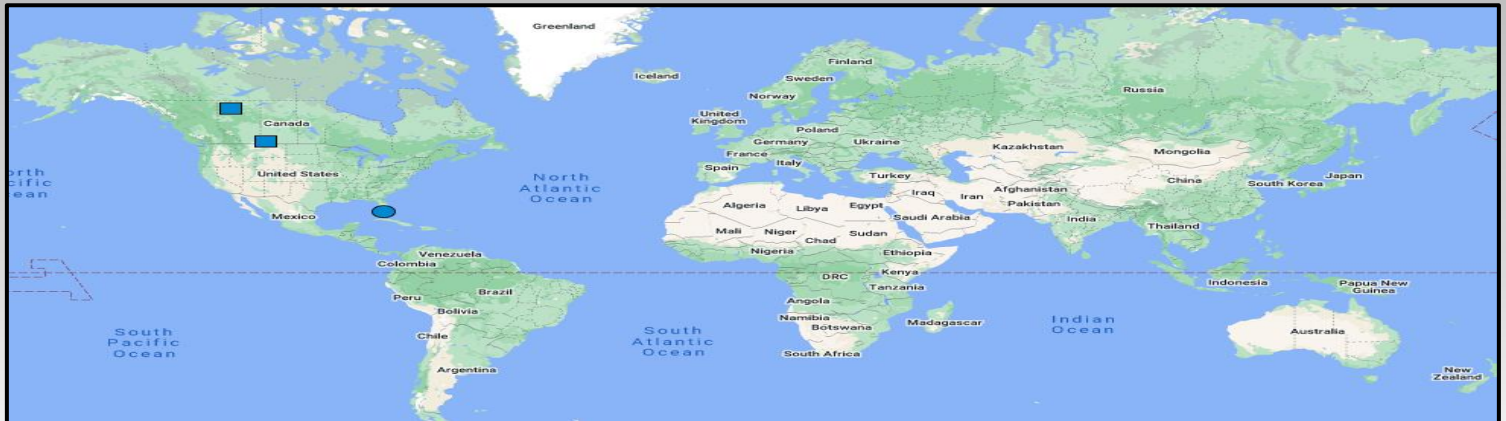 Greenland
Iceland
Finland
Sweden
Norway
Russia
United
Kingdom
Poland
Germany
Ukraine
France
Italy
Spain
Turkey
Kazakhstan
Mongolia
Canada
United States
Mexico
North
Atlantic
Ocean
orth
cific
ean
Algeria
Libya
Egypt
Iraq
Iran
Afghanistan
Pakistan
Saudi Arabia
India
China
South Korea
Japan
Thailand
Mali
Niger
Chad
Sudan
Nigeria
Ethiopia
Kenya
DRC
Tanzania
Angola
Namibia
Botswana
Madagascar
South Africa
Venezuela
Colombia
Brazil
Peru
Bolivia
Chile
Argentina
South
Pacific
Ocean
South
Atlantic
Ocean
Indian
Ocean
Indonesia
Papua New
Guinea
Australia
New
Zealand